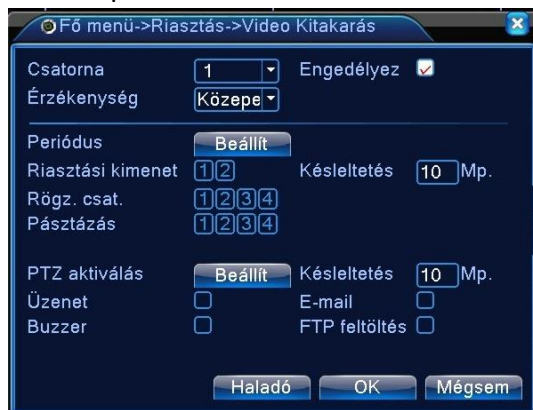 Fő menü->Riasztás->Video Kitakarás
Csatorna 1 Engedélyez
Érzékenység Közepe
Periódus Beállít
Riasztási kimenet 1 2 Késleltetés 10 Mp.
Rögz. csat. 1 2 3 4
Pásztázás 1 2 3 4
PTZ aktiválás Beállít Késleltetés 10 Mp.
Üzenet E-mail
Buzzer FTP feltöltés
Haladó OK Mégsem